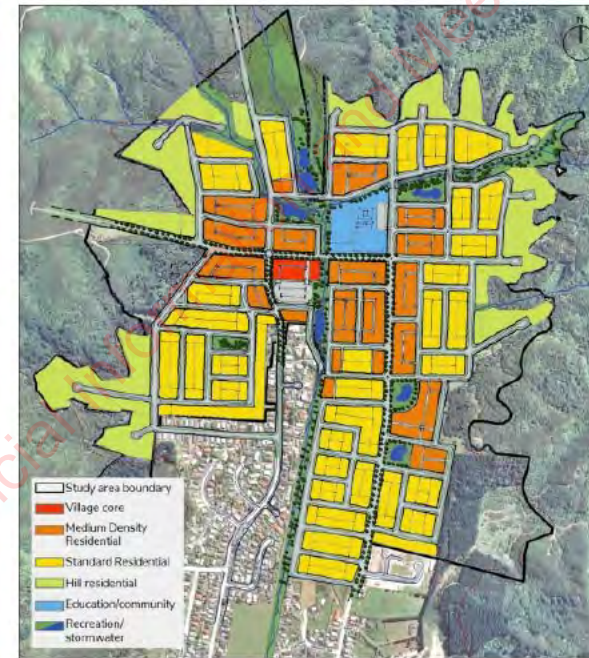 N
Study area boundary
Village core
Medium Density
Residential
Standard Residential
Hill residential
Education/community
Recreation/
stormwater